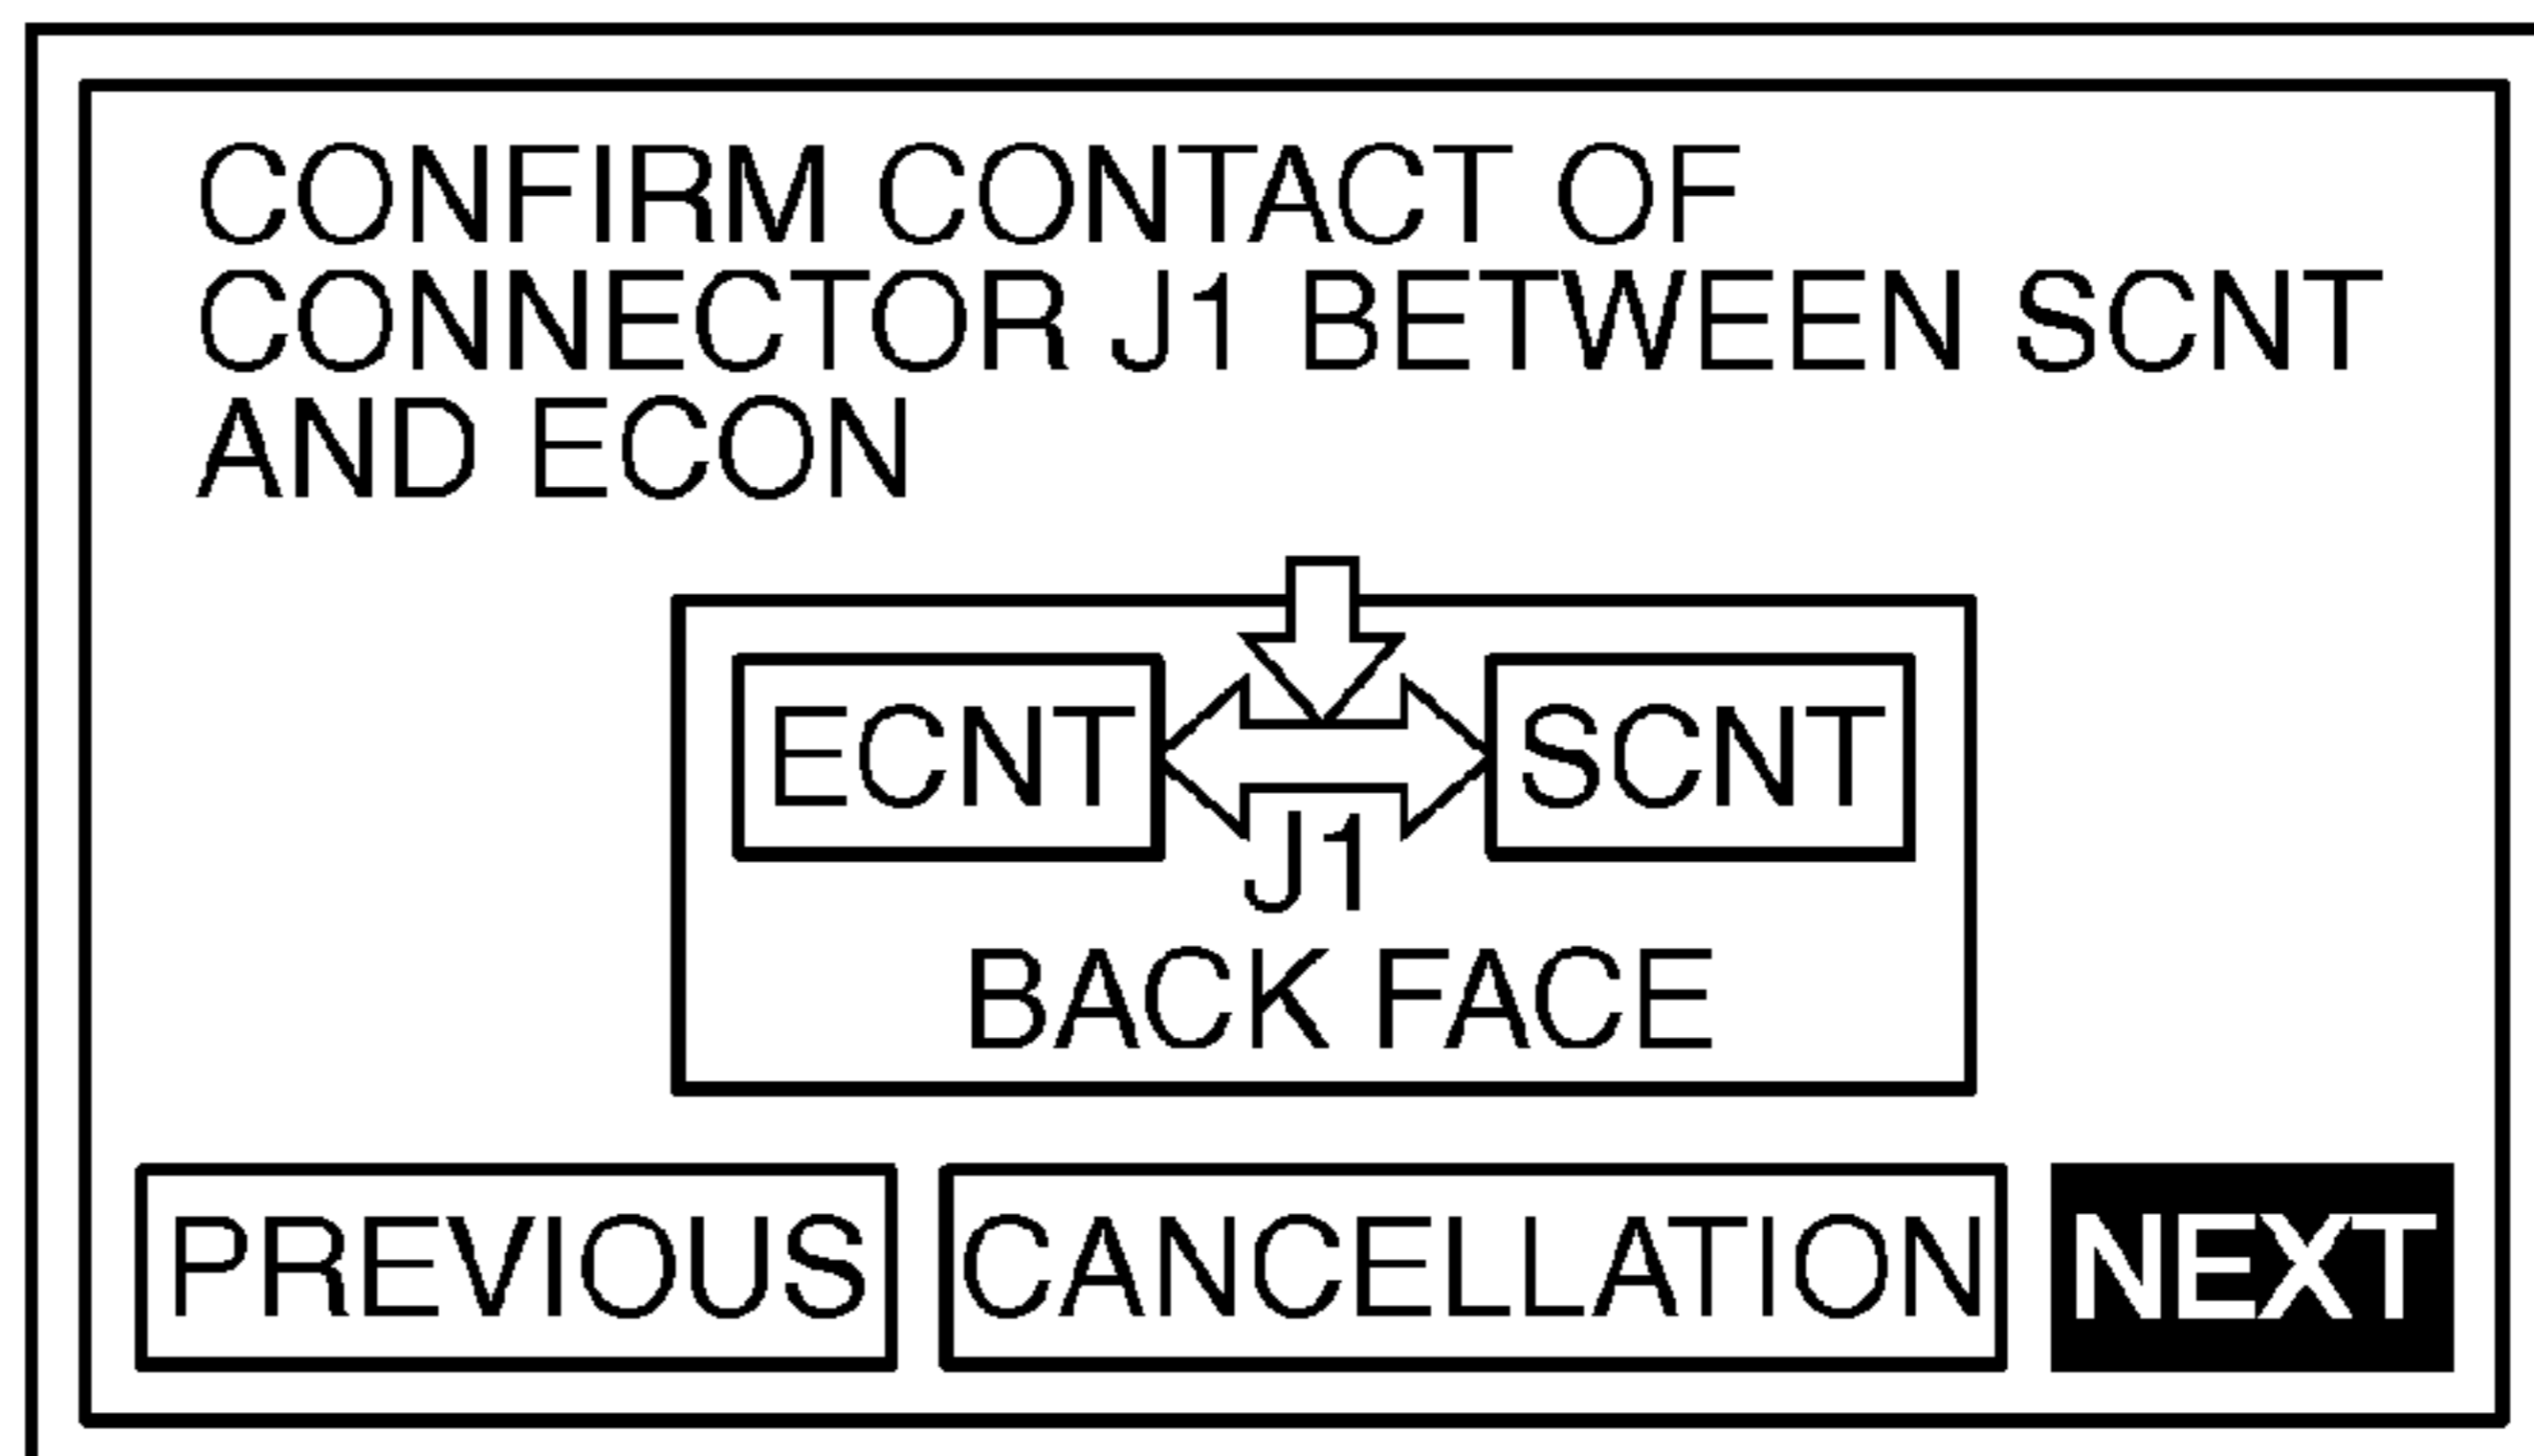 CONFIRM CONTACT OF
CONNECTOR J1 BETWEEN SCNT
AND ECON
ECNT
SCNT
J1
BACK FACE
PREVIOUS
CANCELLATION
NEXT